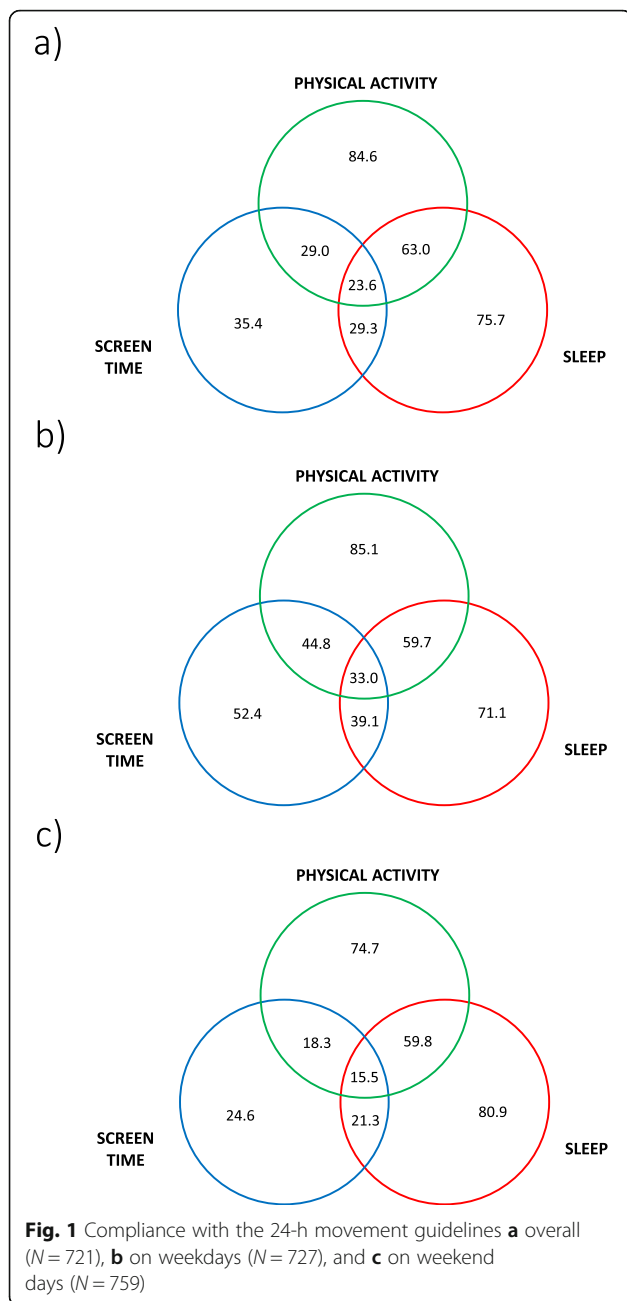 a)
PHYSICAL ACTIVITY
84.6
29.0
63.0
23.6
35.4
29.3
75.7
SCREEN
TIME
SLEEP
b)
PHYSICAL ACTIVITY
85.1
44.8
59.7
33.0
52.4
39.1
71.1
SCREEN
TIME
SLEEP
c)
PHYSICAL ACTIVITY
74.7
18.3
59.8
15.5
24.6
21.3
80.9
SCREEN
TIME
SLEEP
Fig. 1 Compliance with the 24-h movement guidelines a overall
(N = 721), b on weekdays (N = 727), and c on weekend
days (N = 759)